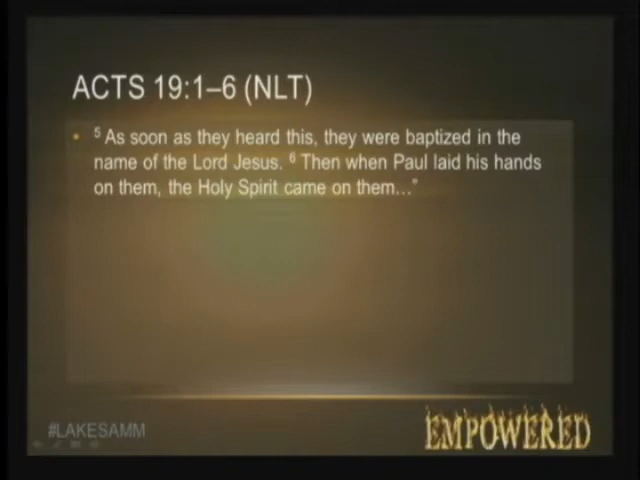 ACTS 19:1–6 (NLT)
• ⁵ As soon as they heard this, they were baptized in the
name of the Lord Jesus. ⁶ Then when Paul laid his hands
on them, the Holy Spirit came on them…”
#LAKESAMM
EMPOWERED